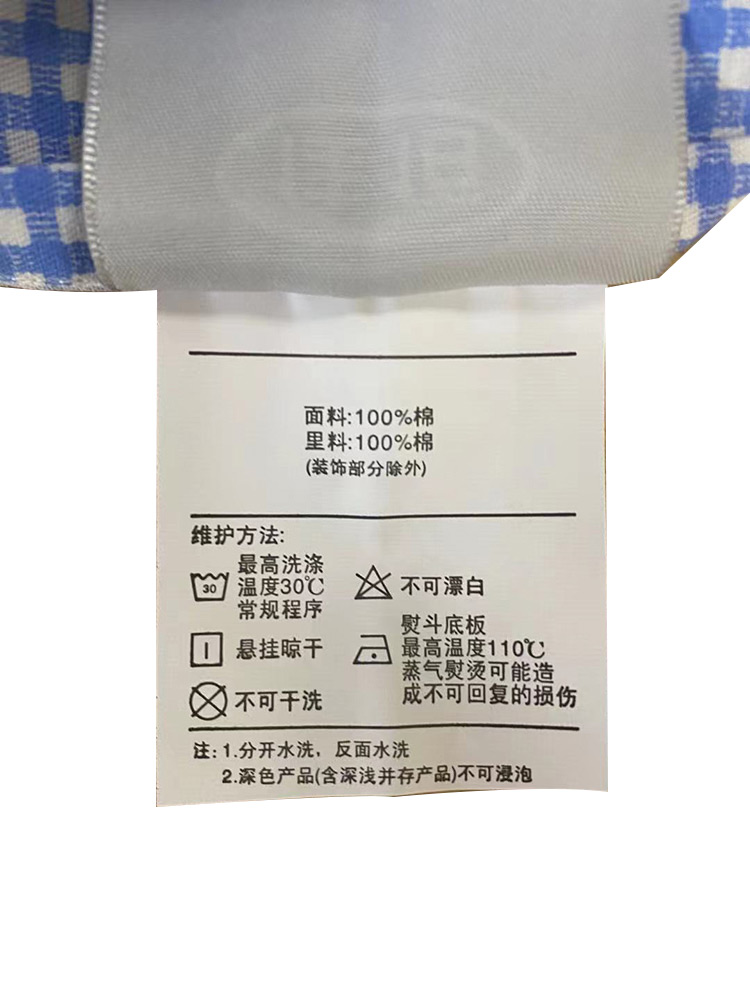 面料:100%棉
里料:100%棉
(装饰部分除外)
维护方法:
30
最高洗涤
温度30℃
常规程序
不可漂白
悬挂晾干
熨斗底板
最高温度110℃
蒸气熨烫可能造
成不可回复的损伤
不可干洗
注: 1.分开水洗，反面水洗
2.深色产品(含深浅并存产品)不可浸泡